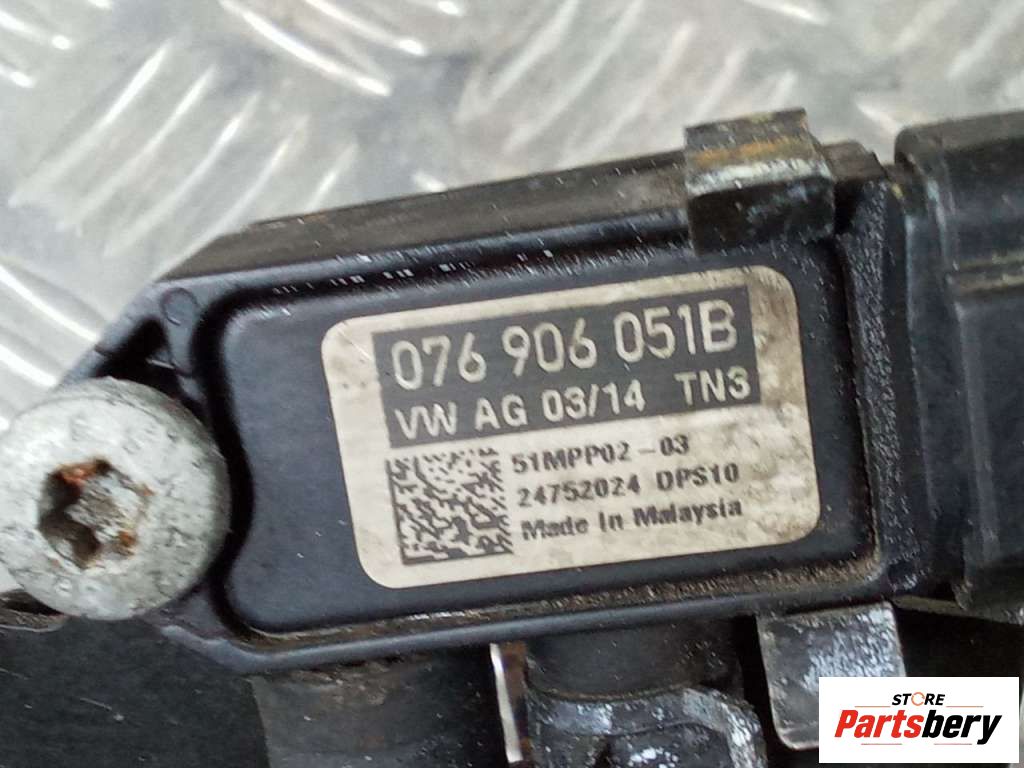 076 906 051B
VW AG 03/14 TN3
51MPP02-03
24752024 DPS10
Made In Malaysia
STORE
Partsbery